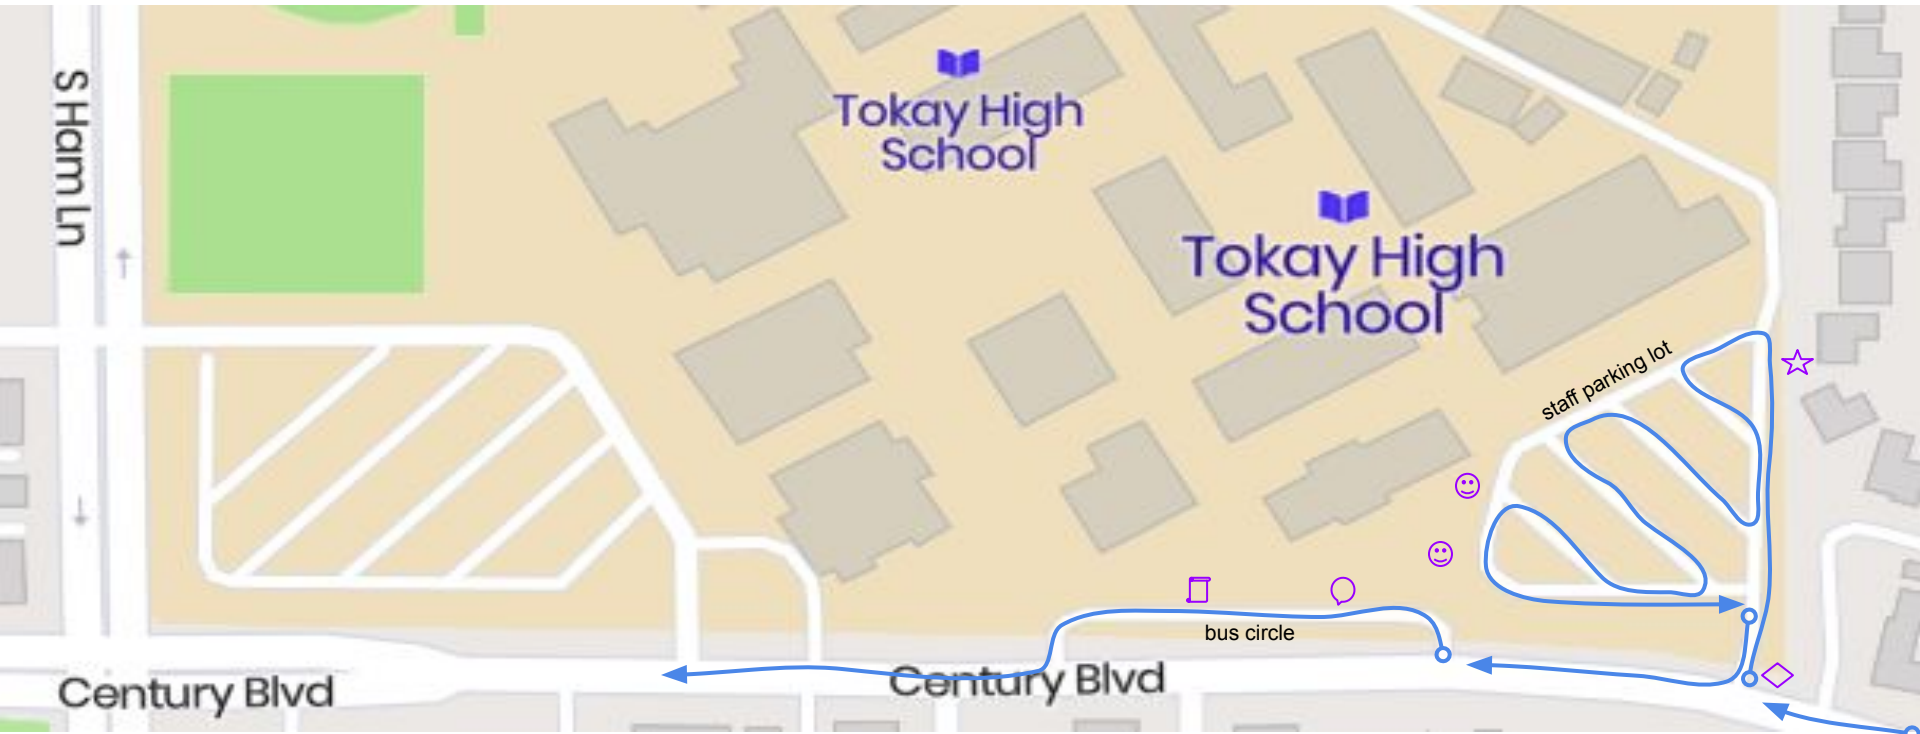 S Ham Ln
Tokay High
School
Tokay High
School
staff parking lot
bus circle
Century Blvd
Century Blvd